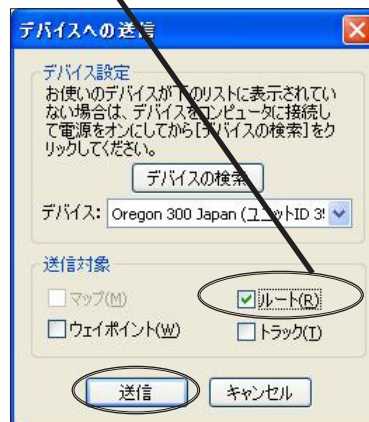 デバイスへの送信
デバイス設定
お使いのデバイスが下のリストに表示されてい
ない場合は、デバイスをコンピュータに接続し
て電源をオンにしてから[デバイスの検索]をク
リックしてください。
デバイスの検索
デバイス: Oregon 300 Japan (ユニットID 3
送信対象
マップ(M)
ルート(R)
ウェイポイント(W)
トラック(T)
送信
キャンセル